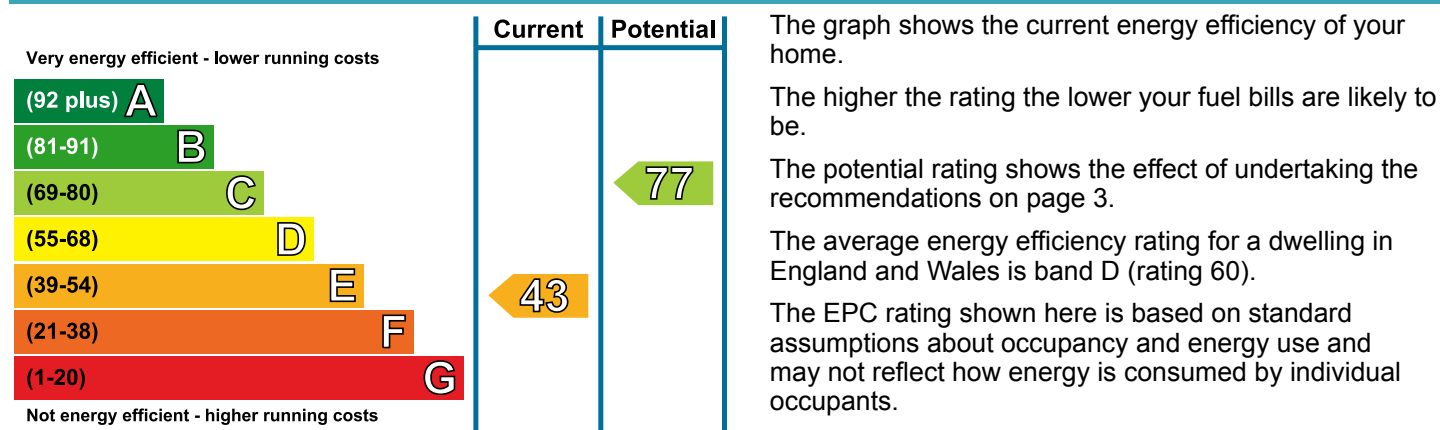 Current Potential
Very energy efficient - lower running costs
(92 plus) A
(81-91) B
(69-80) C
77
(55-68) D
(39-54) E
43
(21-38) F
(1-20) G
Not energy efficient - higher running costs
The graph shows the current energy efficiency of your
home.
The higher the rating the lower your fuel bills are likely to
be.
The potential rating shows the effect of undertaking the
recommendations on page 3.
The average energy efficiency rating for a dwelling in
England and Wales is band D (rating 60).
The EPC rating shown here is based on standard
assumptions about occupancy and energy use and
may not reflect how energy is consumed by individual
occupants.